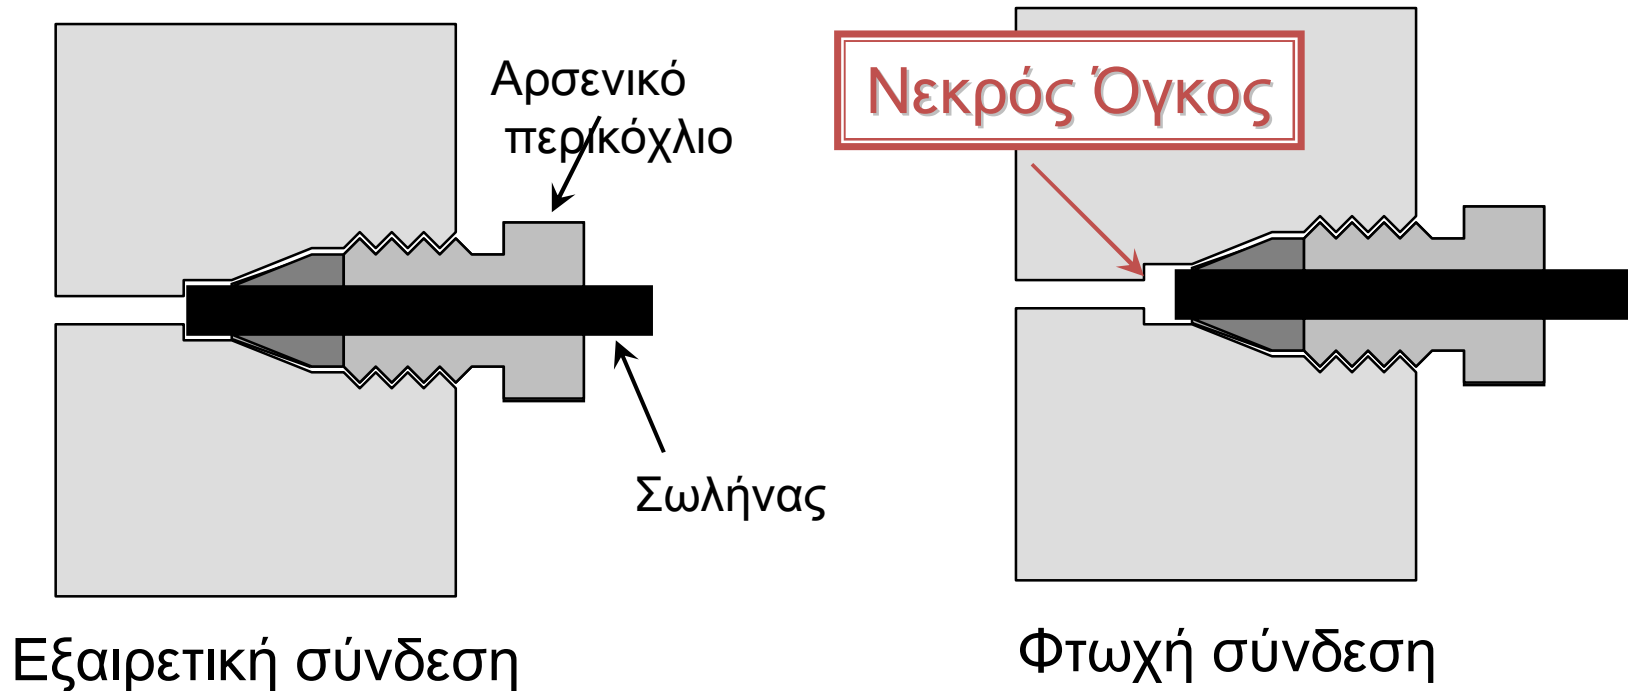 Αρσενικό
περικόχλιο
Νεκρός Όγκος
Σωλήνας
Εξαιρετική σύνδεση
Φτωχή σύνδεση